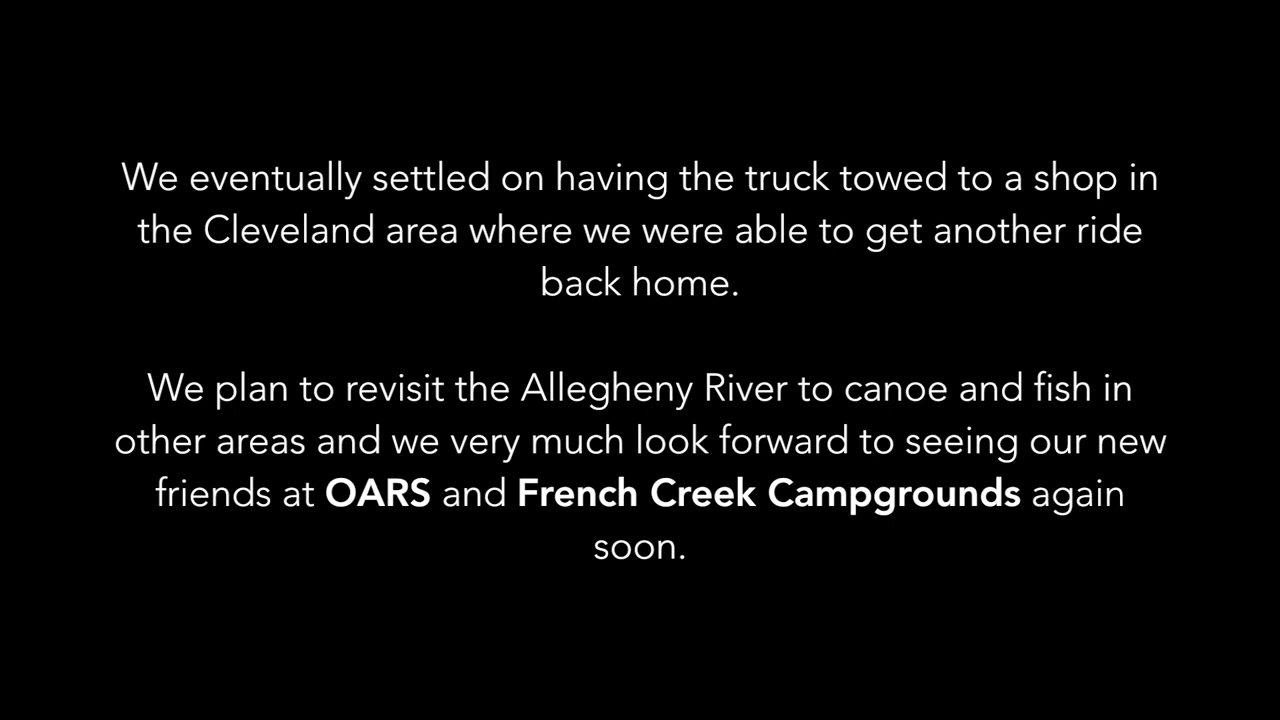 We eventually settled on having the truck towed to a shop in
the Cleveland area where we were able to get another ride
back home.
We plan to revisit the Allegheny River to canoe and fish in
other areas and we very much look forward to seeing our new
friends at OARS and French Creek Campgrounds again
soon.